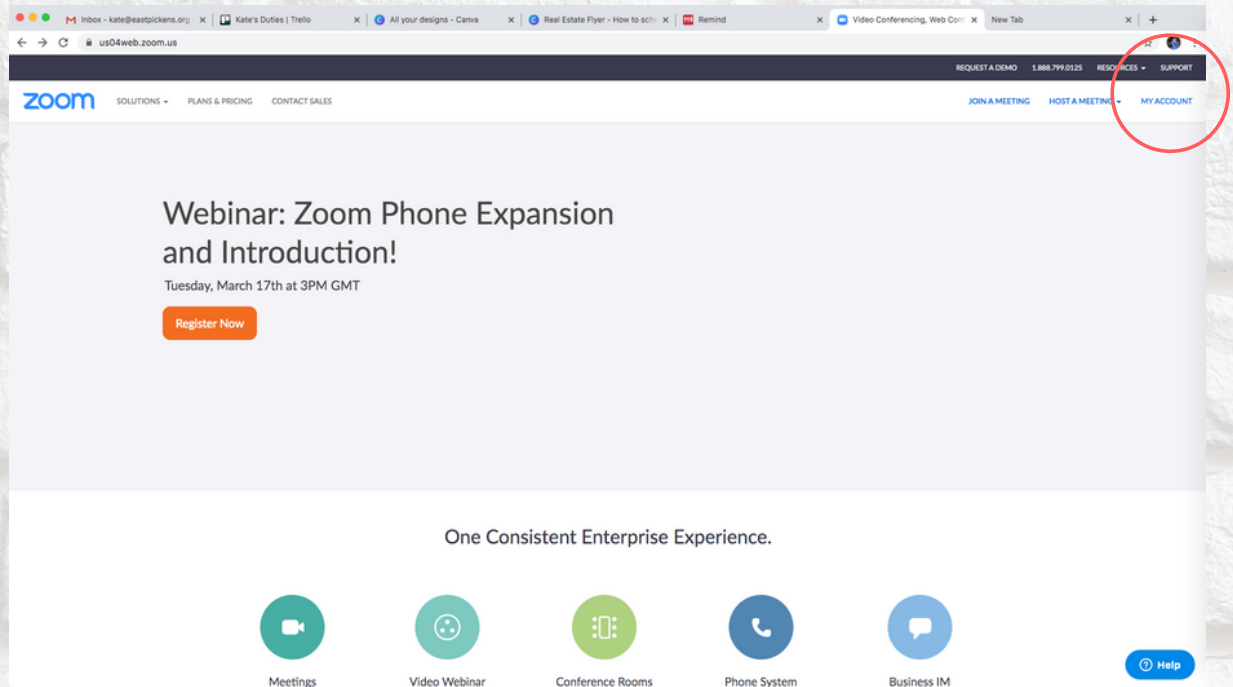 Inbox - kate@eastpickens.org
Kate's Duties | Trello
All your designs - Canva
Real Estate Flyer - How to sch
Remind
Video Conferencing, Web Conf
New Tab
us04web.zoom.us
REQUEST A DEMO 1.888.799.0125 RESOURCES SUPPORT
zoom SOLUTIONS PLANS & PRICING CONTACT SALES JOIN A MEETING HOST A MEETING MY ACCOUNT
Webinar: Zoom Phone Expansion
and Introduction!
Tuesday, March 17th at 3PM GMT
Register Now
One Consistent Enterprise Experience.
Meetings Video Webinar Conference Rooms Phone System Business IM
Help